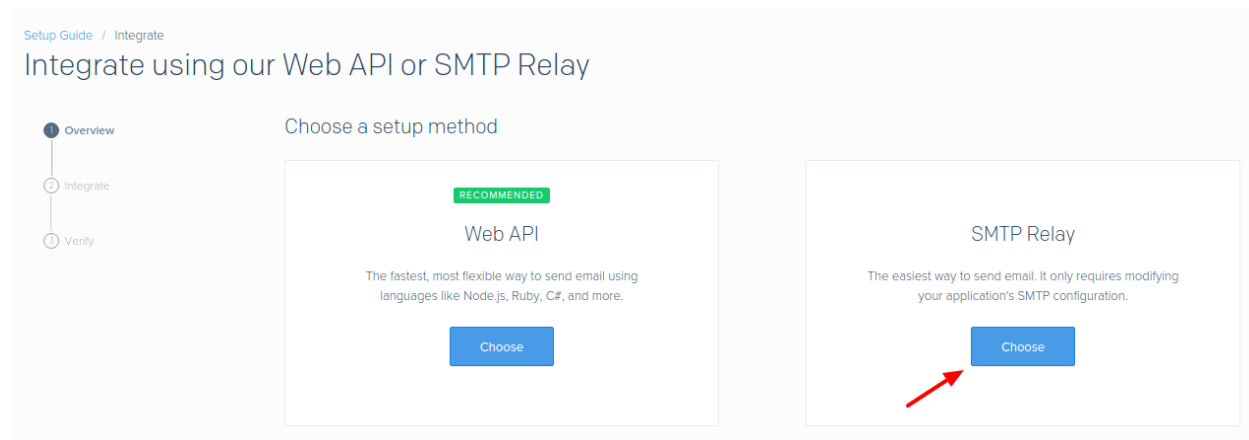 Setup Guide / Integrate
Integrate using our Web API or SMTP Relay
1 Overview
2 Integrate
3 Verify
Choose a setup method
RECOMMENDED
Web API
The fastest, most flexible way to send email using
languages like Node.js, Ruby, C#, and more.
Choose
SMTP Relay
The easiest way to send email. It only requires modifying
your application's SMTP configuration.
Choose